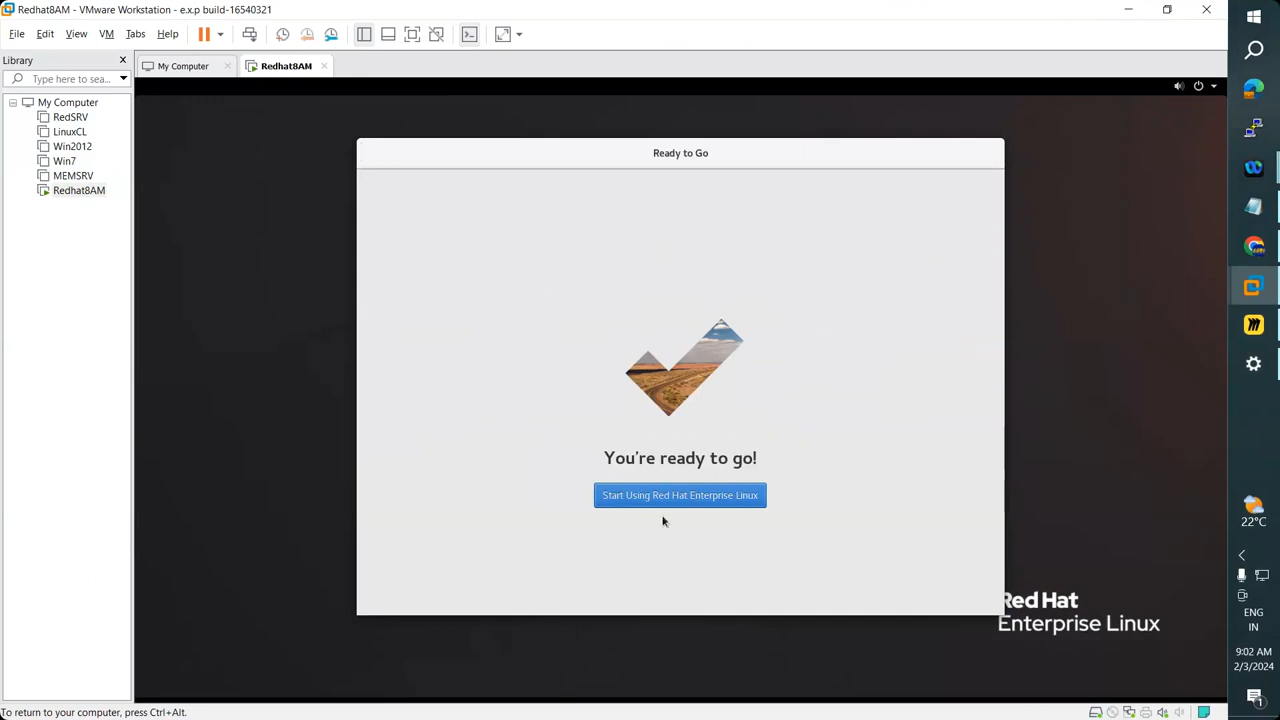 Redhat8AM - VMware Workstation - e.x.p build-16540321
File Edit View VM Tabs Help
Library
Type here to sea...
My Computer
RedSRV
LinuxCL
Win2012
Win7
MEMSRV
Redhat8AM
My Computer
Redhat8AM
Ready to Go
You're ready to go!
Start Using Red Hat Enterprise Linux
Red Hat
Enterprise Linux
22°C
ENG
IN
9:02 AM
2/3/2024
1
To return to your computer, press Ctrl+Alt.